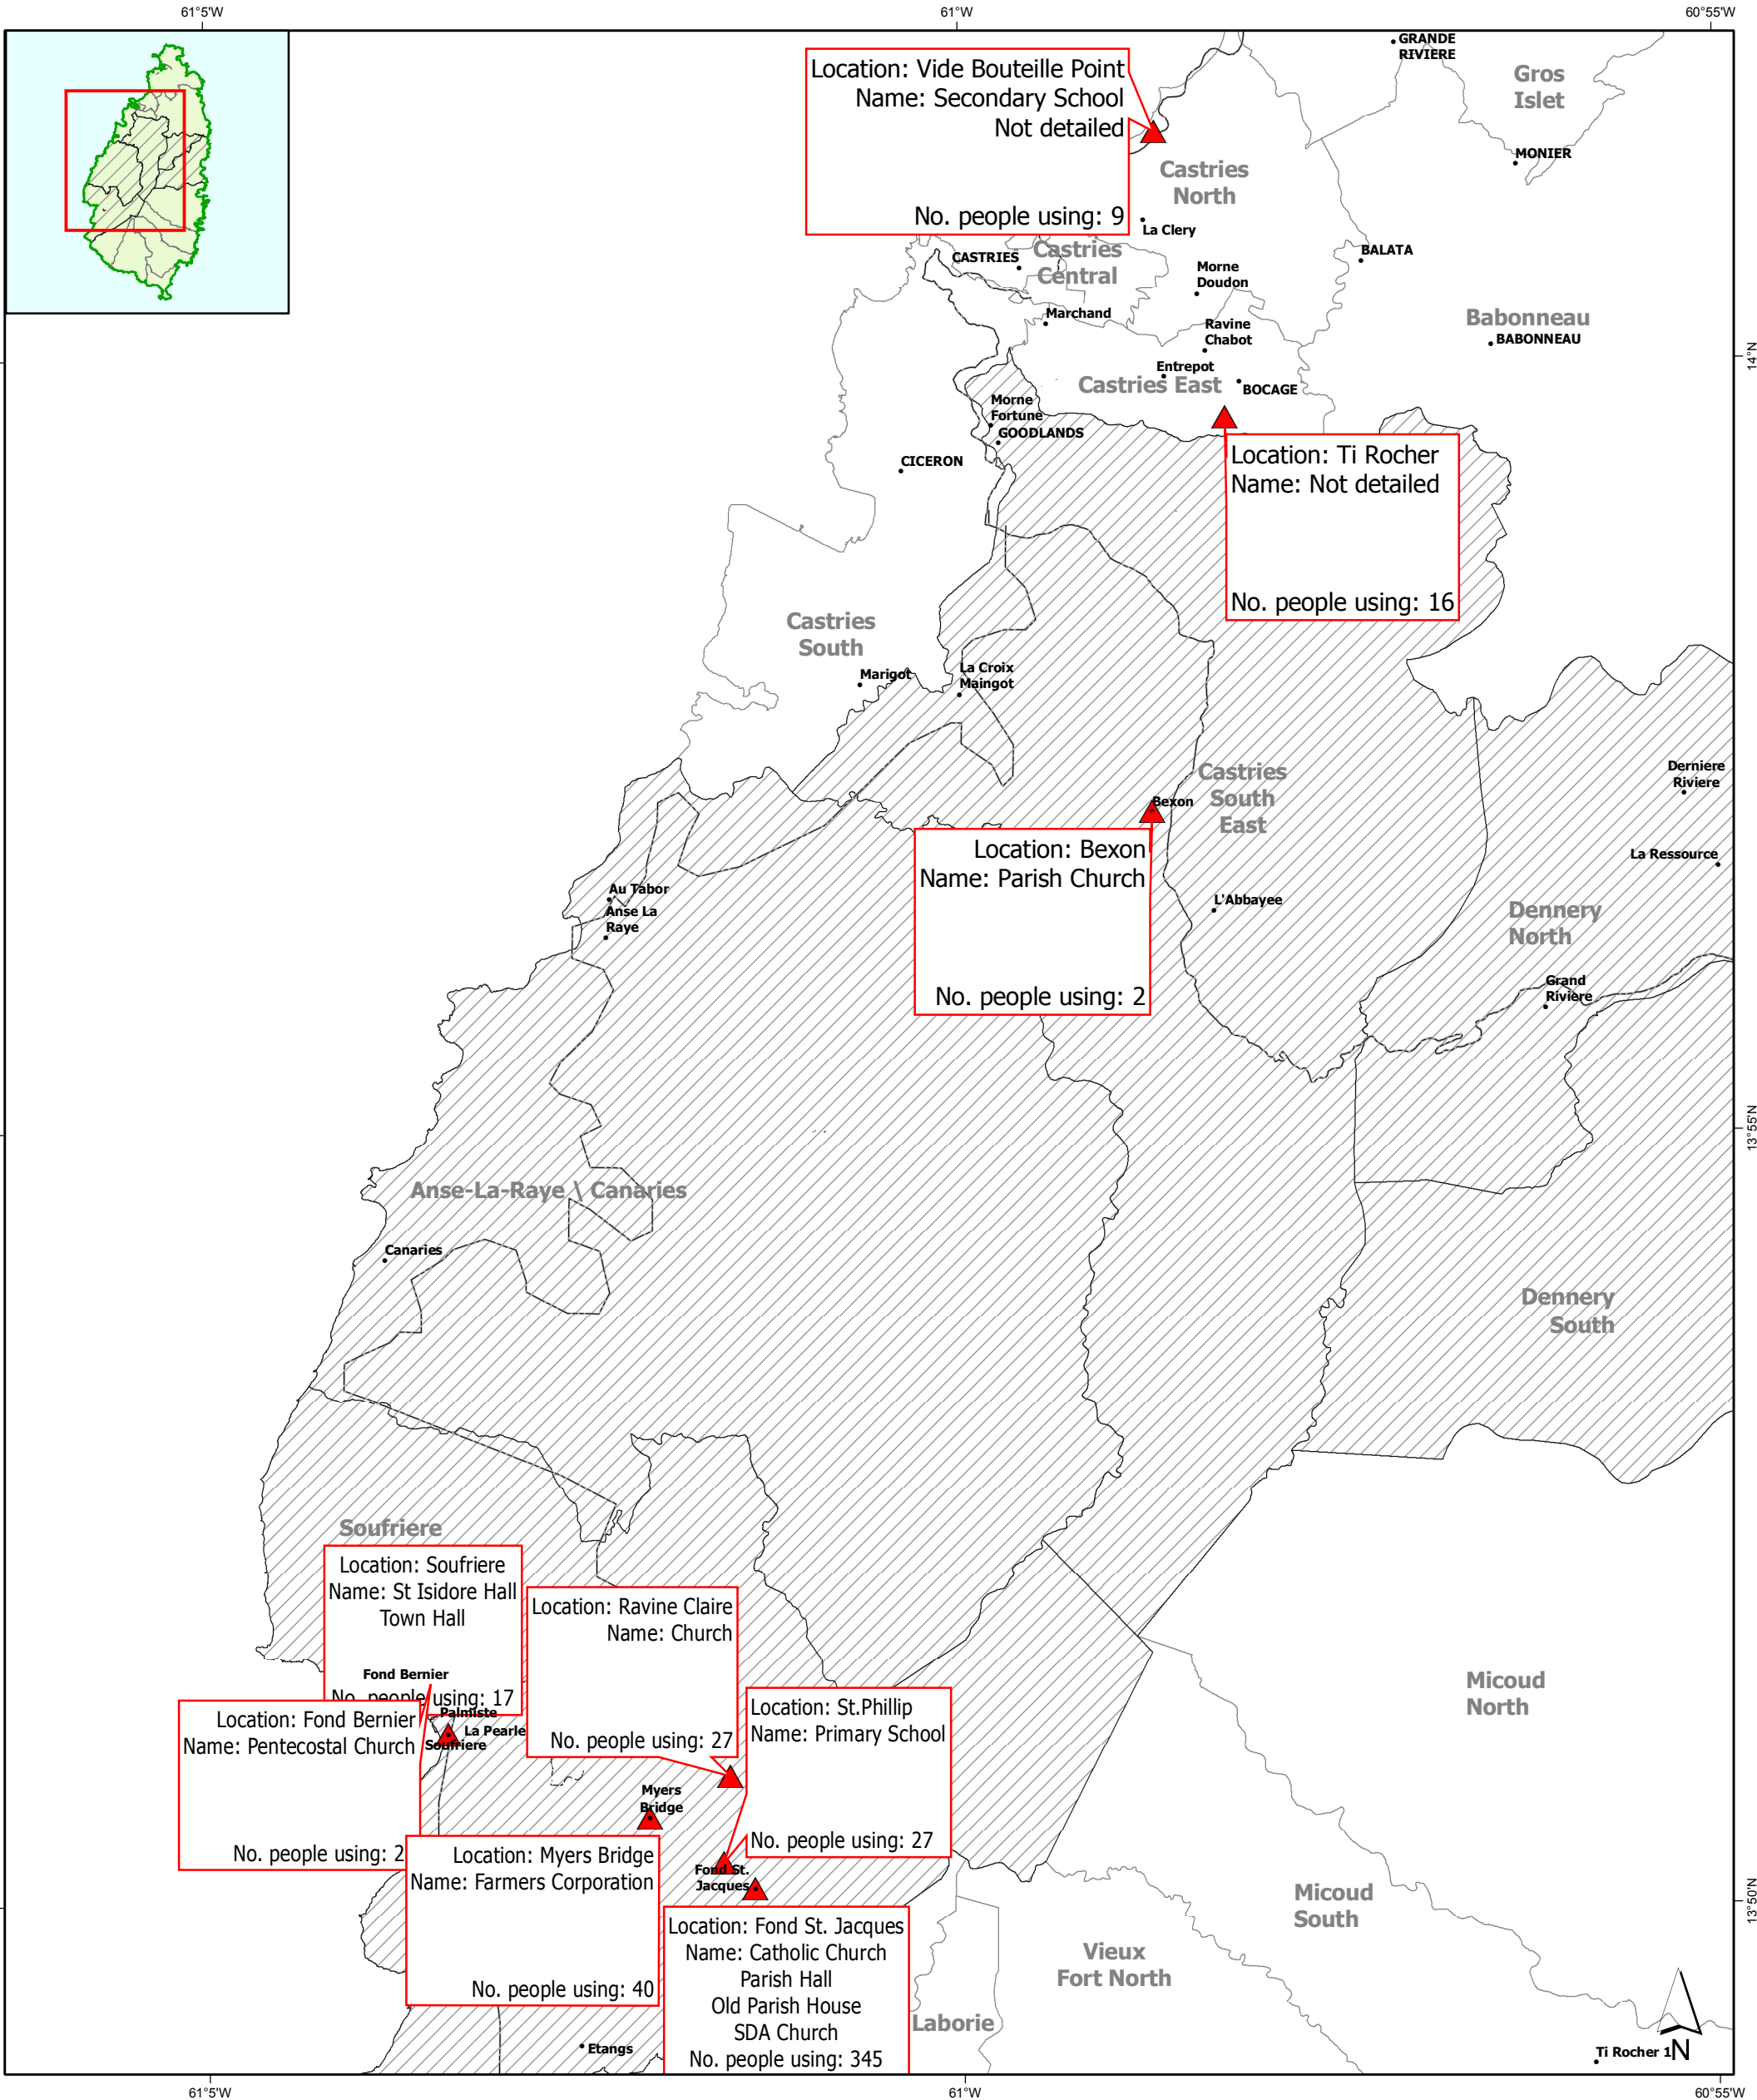 61°5'W
61°W
60°55'W
GRANDE
RIVIERE
Gros
Islet
Location: Vide Bouteille Point
Name: Secondary School
Not detailed
No. people using: 9
MONIER
Castries
North
La Clery
CASTRIES
Castries
Central
BALATA
Morne
Doudon
Marchand
Ravine
Chabot
Babonneau
BABONNEAU
14°N
Entrepot
Castries East
BOCAGE
Morne
Fortune
GOODLANDS
CICERON
Location: Ti Rocher
Name: Not detailed
No. people using: 16
Castries
South
Marigot
La Croix
Maingot
Castries
South
East
Derniere
Riviere
Bexon
Location: Bexon
Name: Parish Church
No. people using: 2
La Ressource
Au Tabor
Anse La
Raye
L'Abbayee
Dennery
North
Grand
Riviere
13°55'N
Anse-La-Raye \ Canaries
Canaries
Dennery
South
Soufriere
Location: Soufriere
Name: St Isidore Hall
Town Hall
No. people using: 17
Location: Ravine Claire
Name: Church
No. people using: 27
Fond Bernier
Palmiste
La Pearle
Soufriere
Location: Fond Bernier
Name: Pentecostal Church
No. people using: 2
Location: St.Phillip
Name: Primary School
No. people using: 27
Micoud
North
Myers
Bridge
Location: Myers Bridge
Name: Farmers Corporation
No. people using: 40
Fond St.
Jacques
Location: Fond St. Jacques
Name: Catholic Church
Parish Hall
Old Parish House
SDA Church
No. people using: 345
Micoud
South
13°50'N
Vieux
Fort North
Laborie
Etangs
Ti Rocher 1
N
61°5'W
61°W
60°55'W